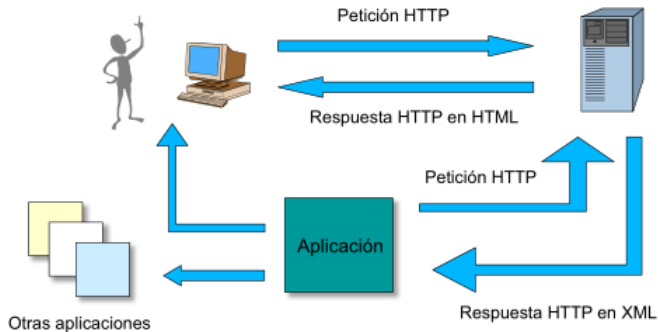 Petición HTTP
Respuesta HTTP en HTML
Petición HTTP
Aplicación
Respuesta HTTP en XML
Otras aplicaciones